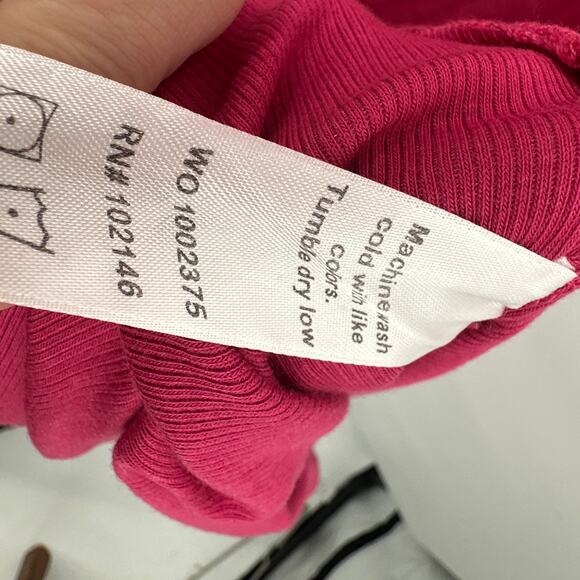 Machine wash
cold with like
colors.
Tumble dry low
WO 1002375
RN# 102146